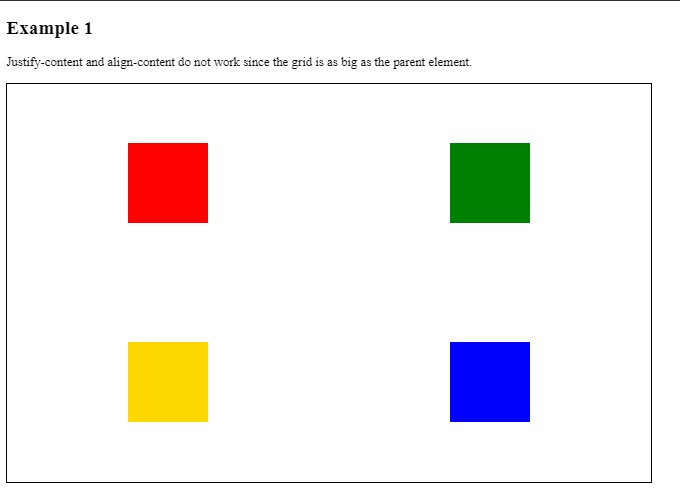 Example 1
Justify-content and align-content do not work since the grid is as big as the parent element.